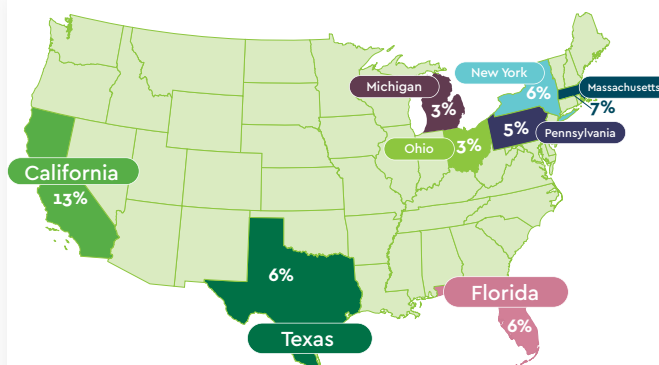 New York
6%
Michigan
3%
Massachusetts
7%
5%
Pennsylvania
Ohio
3%
California
13%
6%
Texas
Florida
6%